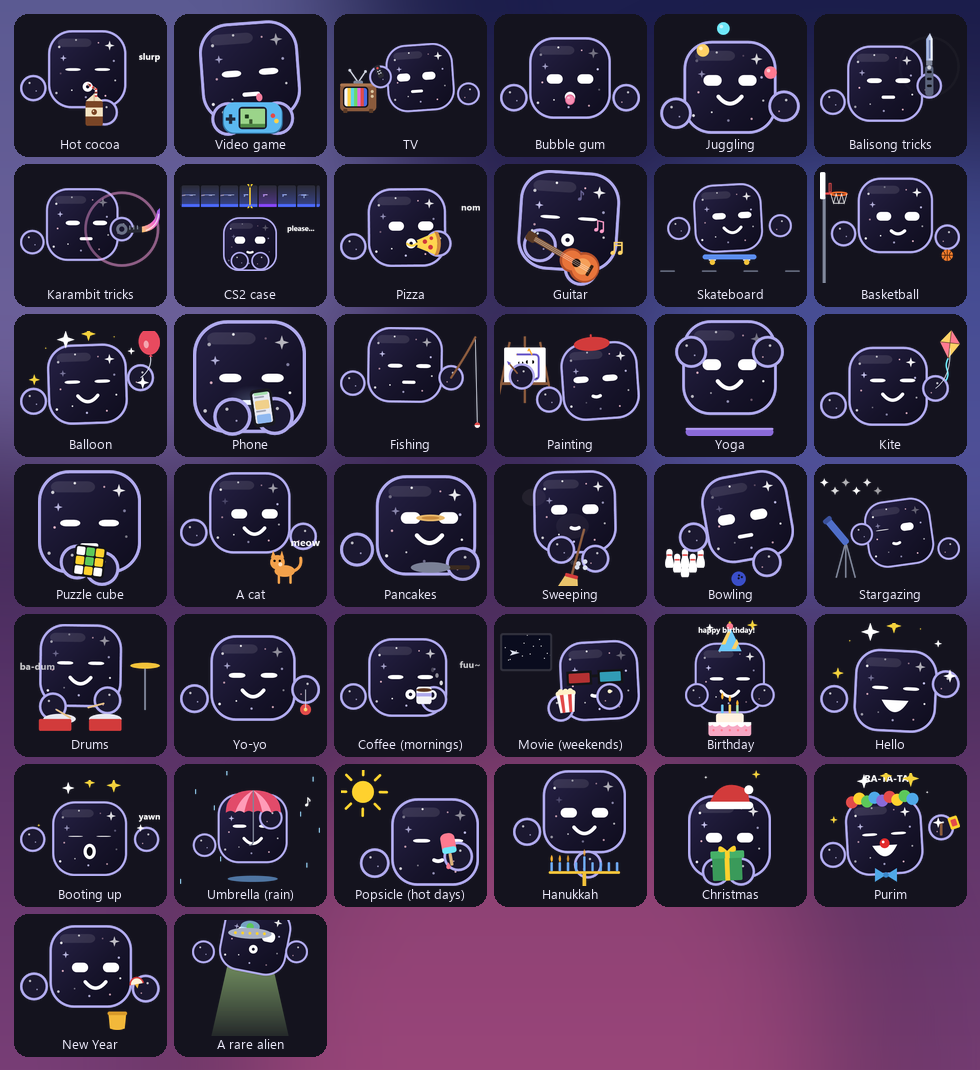 slurp
Hot cocoa
Video game
TV
Bubble gum
Juggling
Balisong tricks
Karambit tricks
please...
CS2 case
nom
Pizza
Guitar
Skateboard
Basketball
Balloon
Phone
Fishing
Painting
Yoga
Kite
Puzzle cube
meow
A cat
Pancakes
Sweeping
Bowling
Stargazing
ba-dum
Drums
Yo-yo
fuu~
Coffee (mornings)
Movie (weekends)
happy birthday!
Birthday
Hello
yawn
Booting up
Umbrella (rain)
Popsicle (hot days)
Hanukkah
Christmas
RA-TA-TA!
Purim
New Year
A rare alien